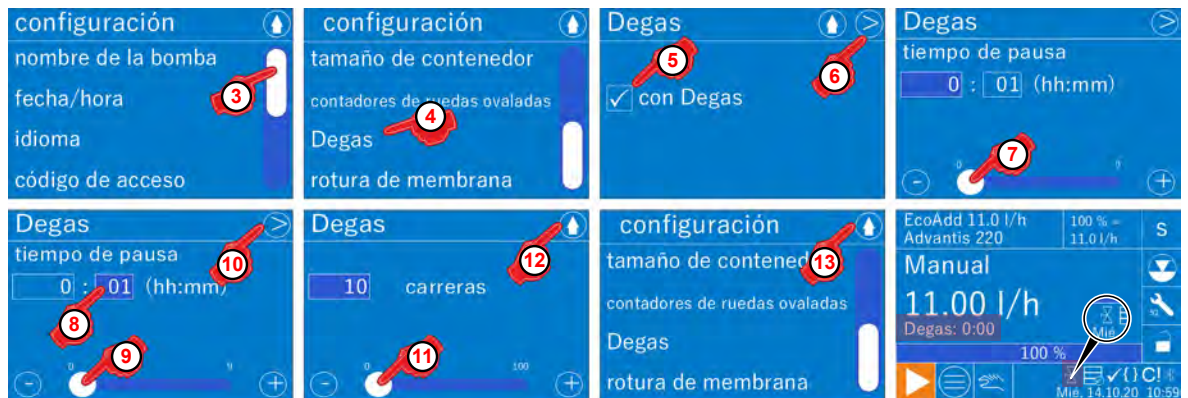 configuración
nombre de la bomba
fecha/hora
idioma
código de acceso
3
configuración
tamaño de contenedor
contadores de ruedas ovaladas
Degas
rotura de membrana
4
Degas
con Degas
5
6
Degas
tiempo de pausa
0 : 01 (hh:mm)
0 9
7
Degas
tiempo de pausa
0 : 01 (hh:mm)
0 9
8
9
10
Degas
10 carreras
0 100
11
12
configuración
tamaño de contened
contadores de ruedas ovaladas
Degas
rotura de membrana
13
EcoAdd 11.0 l/h
Advantis 220
100 % =
11.0 l/h
S
Manual
11.00 l/h
Degas: 0:00
Mié
100 %
C!
Mié, 14.10.20 10:59